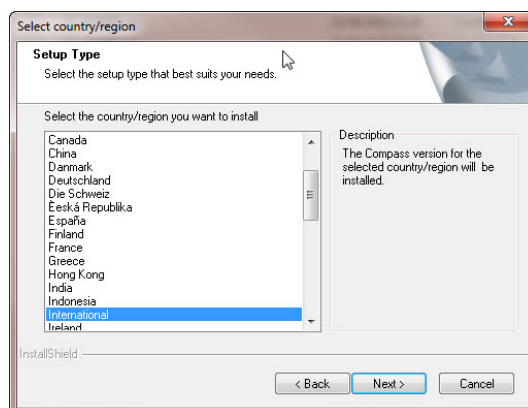 Select country/region
Setup Type
Select the setup type that best suits your needs.
Select the country/region you want to install
Canada
China
Danmark
Deutschland
Die Schweiz
Èeská Republika
España
Finland
France
Greece
Hong Kong
India
Indonesia
International
Ireland
Description
The Compass version for the
selected country/region will be
installed.
InstallShield
< Back
Next >
Cancel